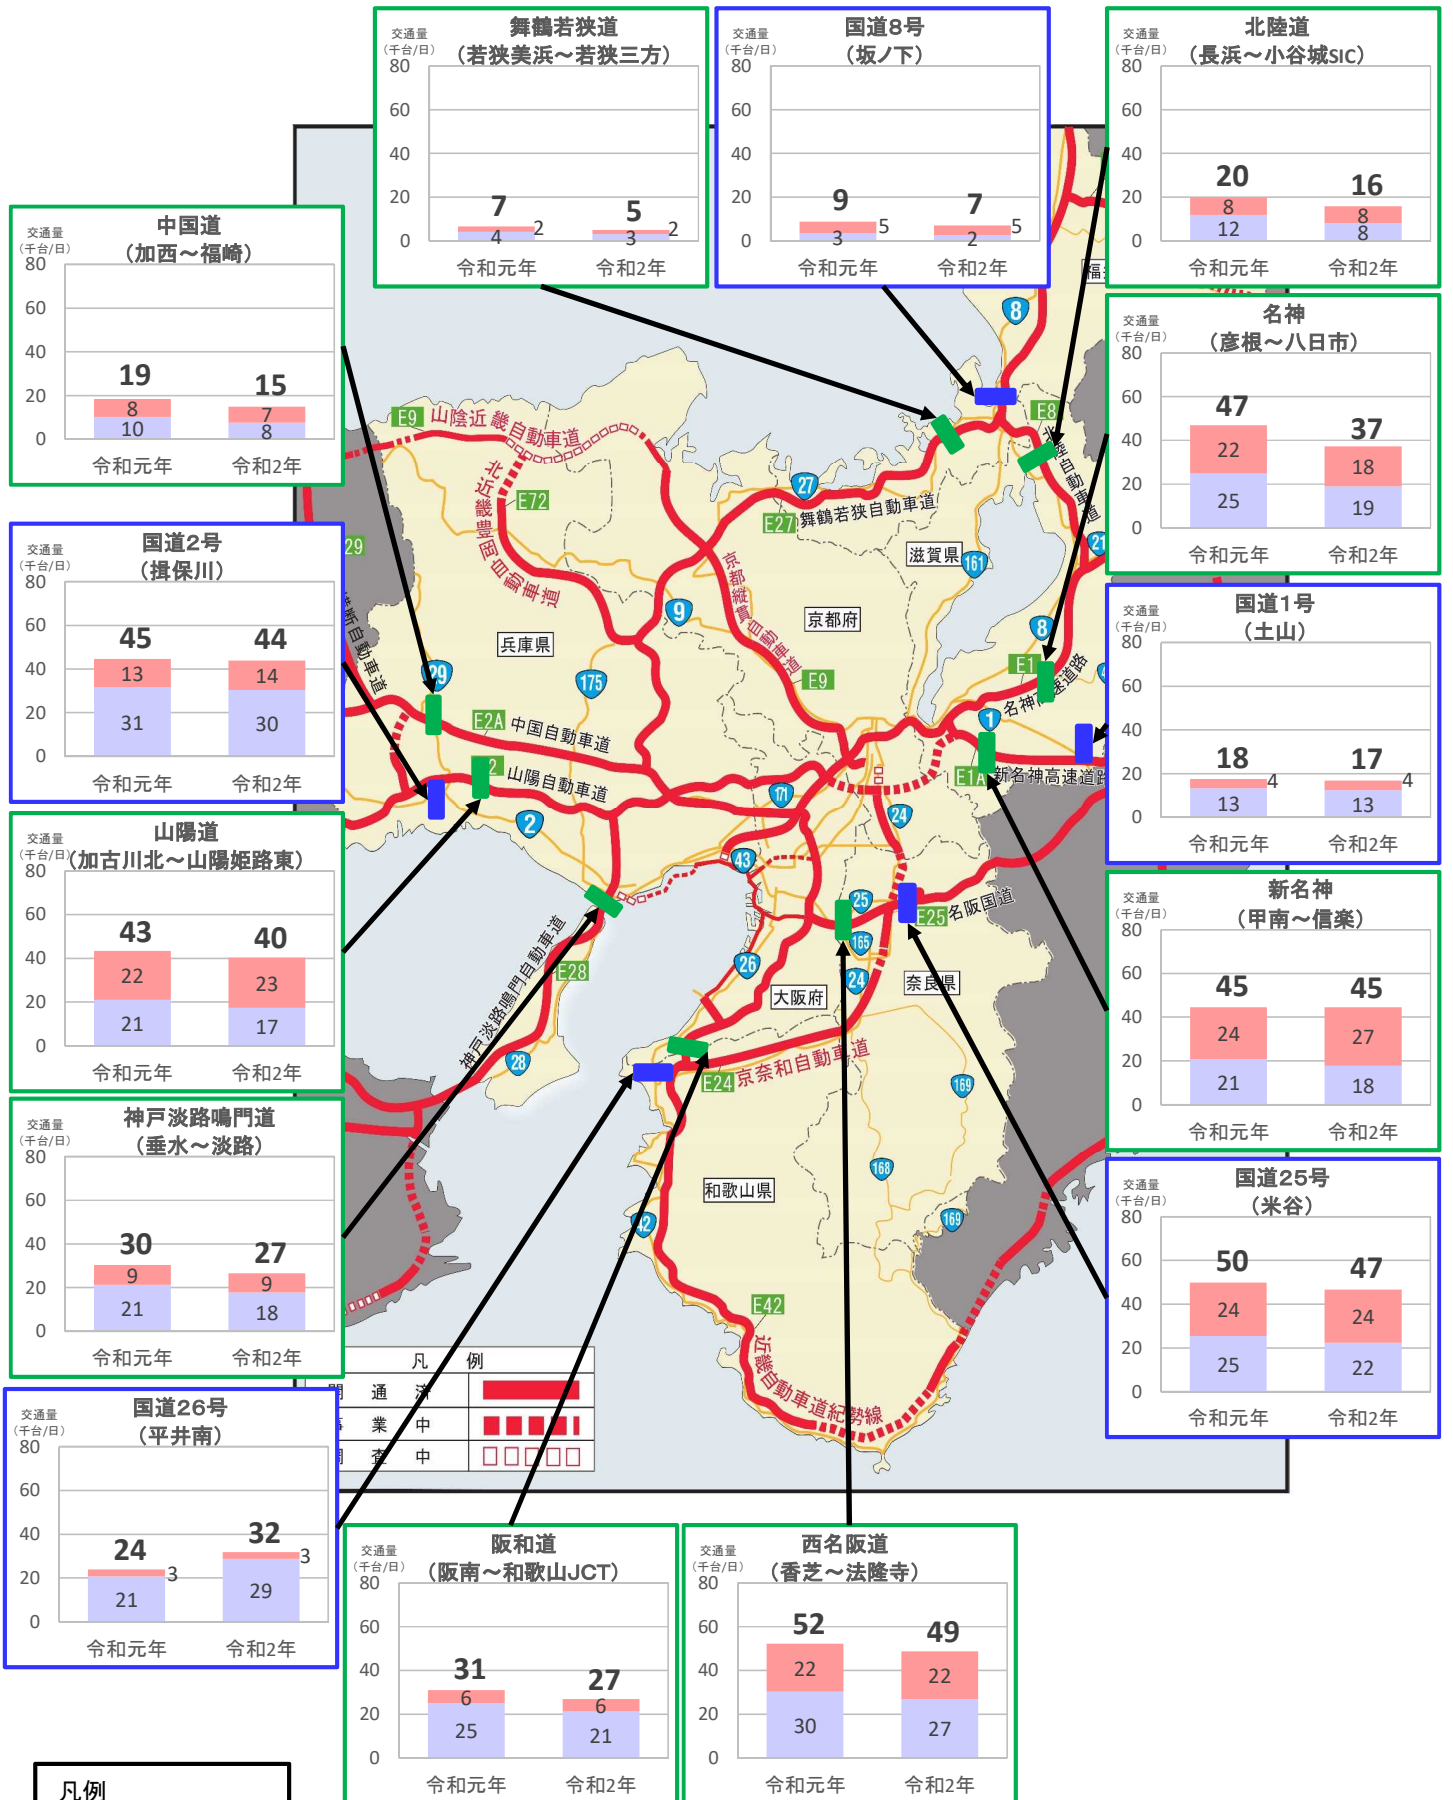 交通量
(千台/日)
舞鶴若狭道
(若狭美浜～若狭三方)
80
60
40
20
0
7
2
4
5
2
3
令和元年
令和2年
交通量
(千台/日)
国道8号
(坂ノ下)
80
60
40
20
0
9
5
3
7
5
2
令和元年
令和2年
交通量
(千台/日)
北陸道
(長浜～小谷城SIC)
80
60
40
20
0
20
8
12
16
8
8
令和元年
令和2年
交通量
(千台/日)
中国道
(加西～福崎)
80
60
40
20
0
19
8
10
15
7
8
令和元年
令和2年
交通量
(千台/日)
名神
(彦根～八日市)
80
60
40
20
0
47
22
25
37
18
19
令和元年
令和2年
交通量
(千台/日)
国道2号
(揖保川)
80
60
40
20
0
45
13
31
44
14
30
令和元年
令和2年
交通量
(千台/日)
国道1号
(土山)
80
60
40
20
0
18
4
13
17
4
13
令和元年
令和2年
交通量
(千台/日)
山陽道
(加古川北～山陽姫路東)
80
60
40
20
0
43
22
21
40
23
17
令和元年
令和2年
交通量
(千台/日)
新名神
(甲南～信楽)
80
60
40
20
0
45
24
21
45
27
18
令和元年
令和2年
交通量
(千台/日)
神戸淡路鳴門道
(垂水～淡路)
80
60
40
20
0
30
9
21
27
9
18
令和元年
令和2年
交通量
(千台/日)
国道25号
(米谷)
80
60
40
20
0
50
24
25
47
24
22
令和元年
令和2年
交通量
(千台/日)
国道26号
(平井南)
80
60
40
20
0
24
3
21
32
3
29
令和元年
令和2年
交通量
(千台/日)
阪和道
(阪南～和歌山JCT)
80
60
40
20
0
31
6
25
27
6
21
令和元年
令和2年
交通量
(千台/日)
西名阪道
(香芝～法隆寺)
80
60
40
20
0
52
22
30
49
22
27
令和元年
令和2年
8
E9
山陰近畿自動車道
E8
北陸自動車道
E72
北近畿豊岡自動車道
27
E27
舞鶴若狭自動車道
29
滋賀県
161
21
京都縦貫自動車道
9
京都府
8
兵庫県
E1
名神高速道路
29
175
E9
1
E2A
中国自動車道
E1A
新名神高速道路
山陽自動車道
171
24
2
43
25
E25
名阪国道
165
26
24
奈良県
E28
神戸淡路鳴門自動車道
大阪府
28
E24
京奈和自動車道
169
168
和歌山県
169
42
E42
近畿自動車道紀勢線
凡 例
通 済
業 中
査 中
凡例